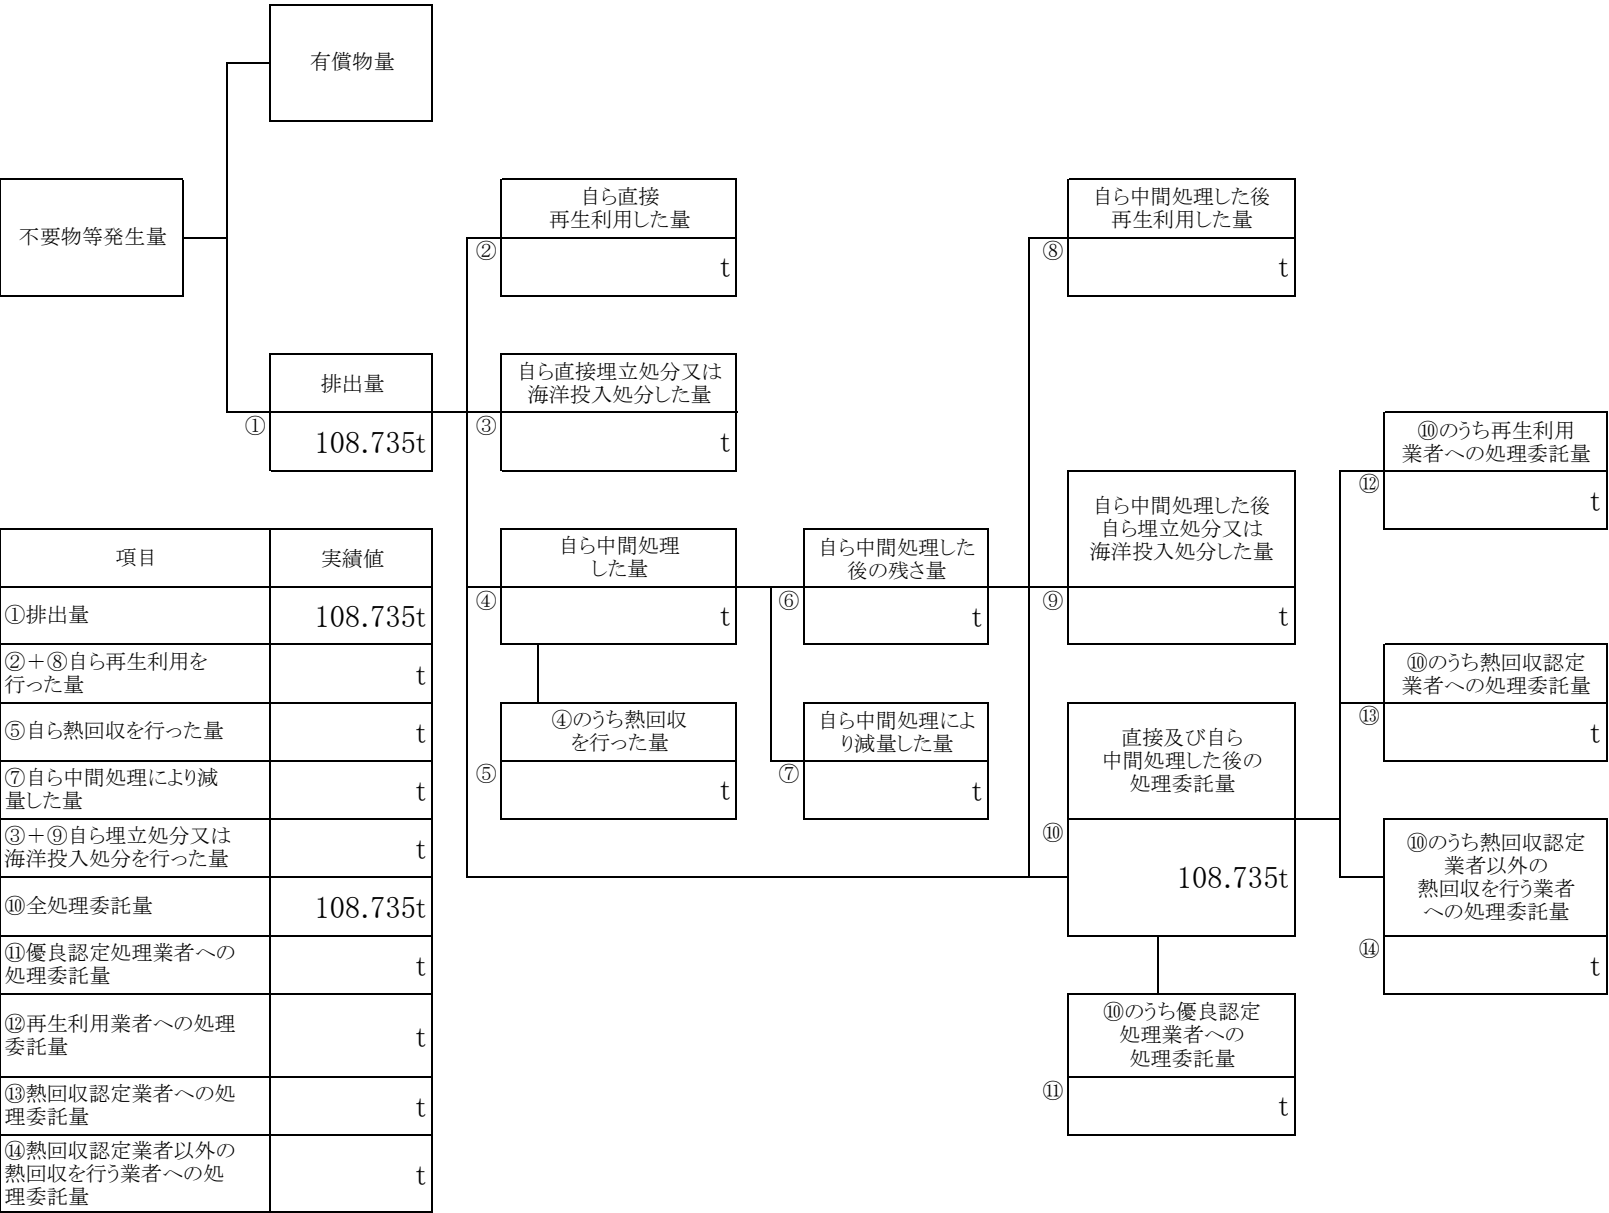 有償物量
不要物等発生量
自ら直接
再生利用した量
②
t
自ら中間処理した後
再生利用した量
⑧
t
排出量
①
108.735t
自ら直接埋立処分又は
海洋投入処分した量
③
t
⑩のうち再生利用
業者への処理委託量
⑫
t
自ら中間処理
した量
④
t
自ら中間処理した
後の残さ量
⑥
t
自ら中間処理した後
自ら埋立処分又は
海洋投入処分した量
⑨
t
⑩のうち熱回収認定
業者への処理委託量
⑬
t
④のうち熱回収
を行った量
⑤
t
自ら中間処理によ
り減量した量
⑦
t
直接及び自ら
中間処理した後の
処理委託量
⑩
108.735t
⑩のうち熱回収認定
業者以外の
熱回収を行う業者
への処理委託量
⑭
t
⑩のうち優良認定
処理業者への
処理委託量
⑪
t
項目
実績値
①排出量
108.735t
②＋⑧自ら再生利用を
行った量
t
⑤自ら熱回収を行った量
t
⑦自ら中間処理により減
量した量
t
③＋⑨自ら埋立処分又は
海洋投入処分を行った量
t
⑩全処理委託量
108.735t
⑪優良認定処理業者への
処理委託量
t
⑫再生利用業者への処理
委託量
t
⑬熱回収認定業者への処
理委託量
t
⑭熱回収認定業者以外の
熱回収を行う業者への処
理委託量
t